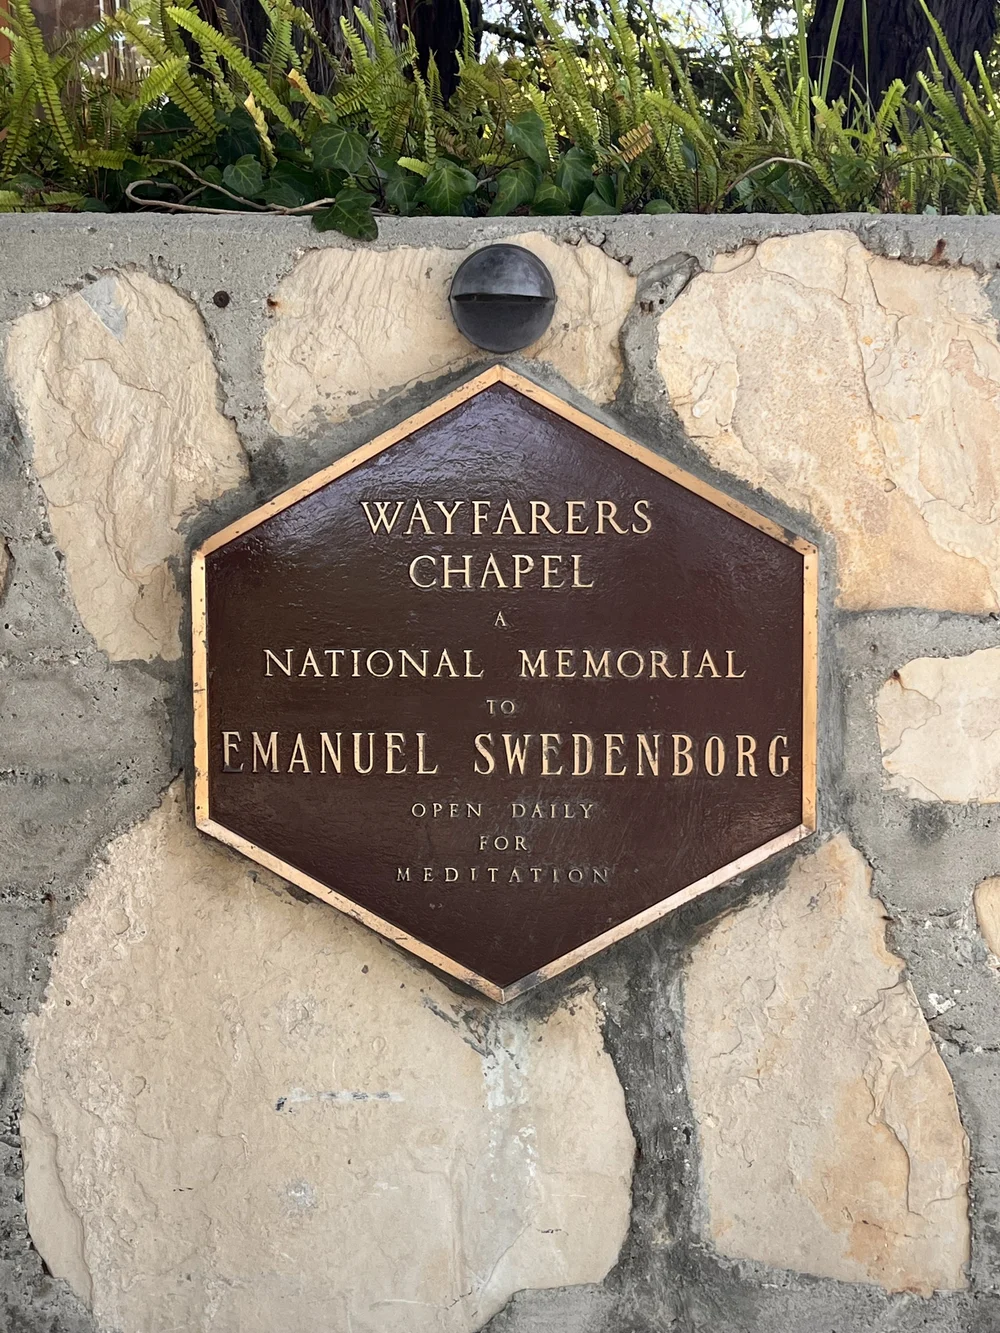 WAYFARERS
CHAPEL
A
NATIONAL MEMORIAL
TO
EMANUEL SWEDENBORG
OPEN DAILY
FOR
MEDITATION